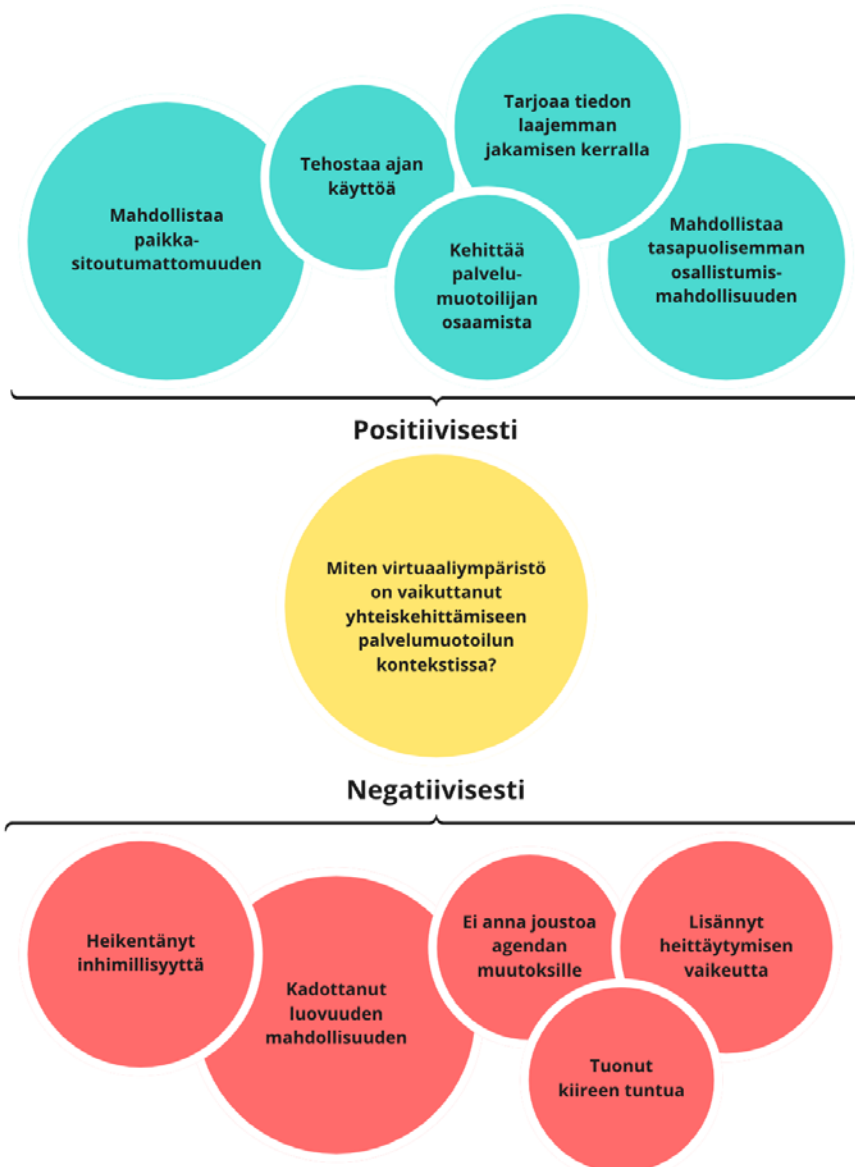 Mahdollistaa
paikka-
sitoutumattomuuden
Tehostaa ajan
käyttöä
Tarjoaa tiedon
laajemman
jakamisen kerralla
Kehittää
palvelu-
muotoilijan
osaamista
Mahdollistaa
tasapuolisemman
osallistumis-
mahdollisuuden
Positiivisesti
Miten virtuaaliympäristö
on vaikuttanut
yhteiskehittämiseen
palvelumuotoilun
kontekstissa?
Negatiivisesti
Heikentänyt
inhimillisyyttä
Kadottanut
luovuuden
mahdollisuuden
Ei anna joustoa
agendan
muutoksille
Lisännyt
heittäytymisen
vaikeutta
Tuonut
kiireen tuntua